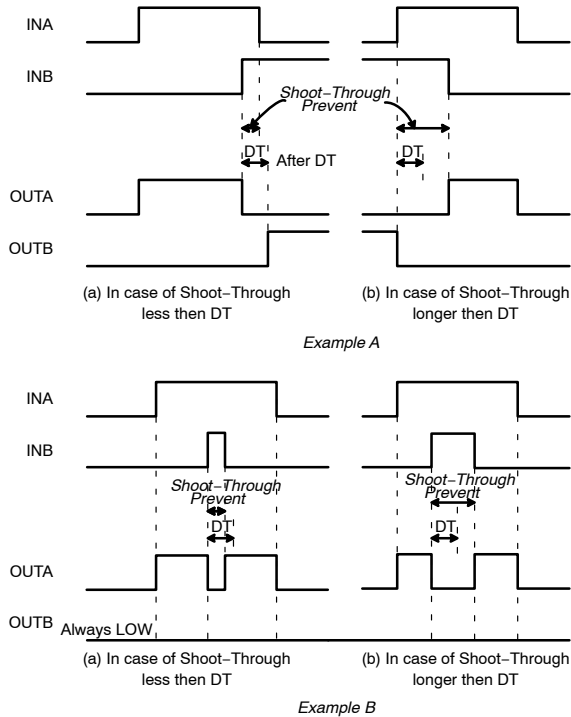 INA
INB
Shoot−Through
Prevent
DT
After DT
DT
OUTA
OUTB
(a) In case of Shoot−Through
less then DT
(b) In case of Shoot−Through
longer then DT
Example A
INA
INB
Shoot−Through
Prevent
DT
Shoot−Through
Prevent
DT
OUTA
OUTB
Always LOW
(a) In case of Shoot−Through
less then DT
(b) In case of Shoot−Through
longer then DT
Example B